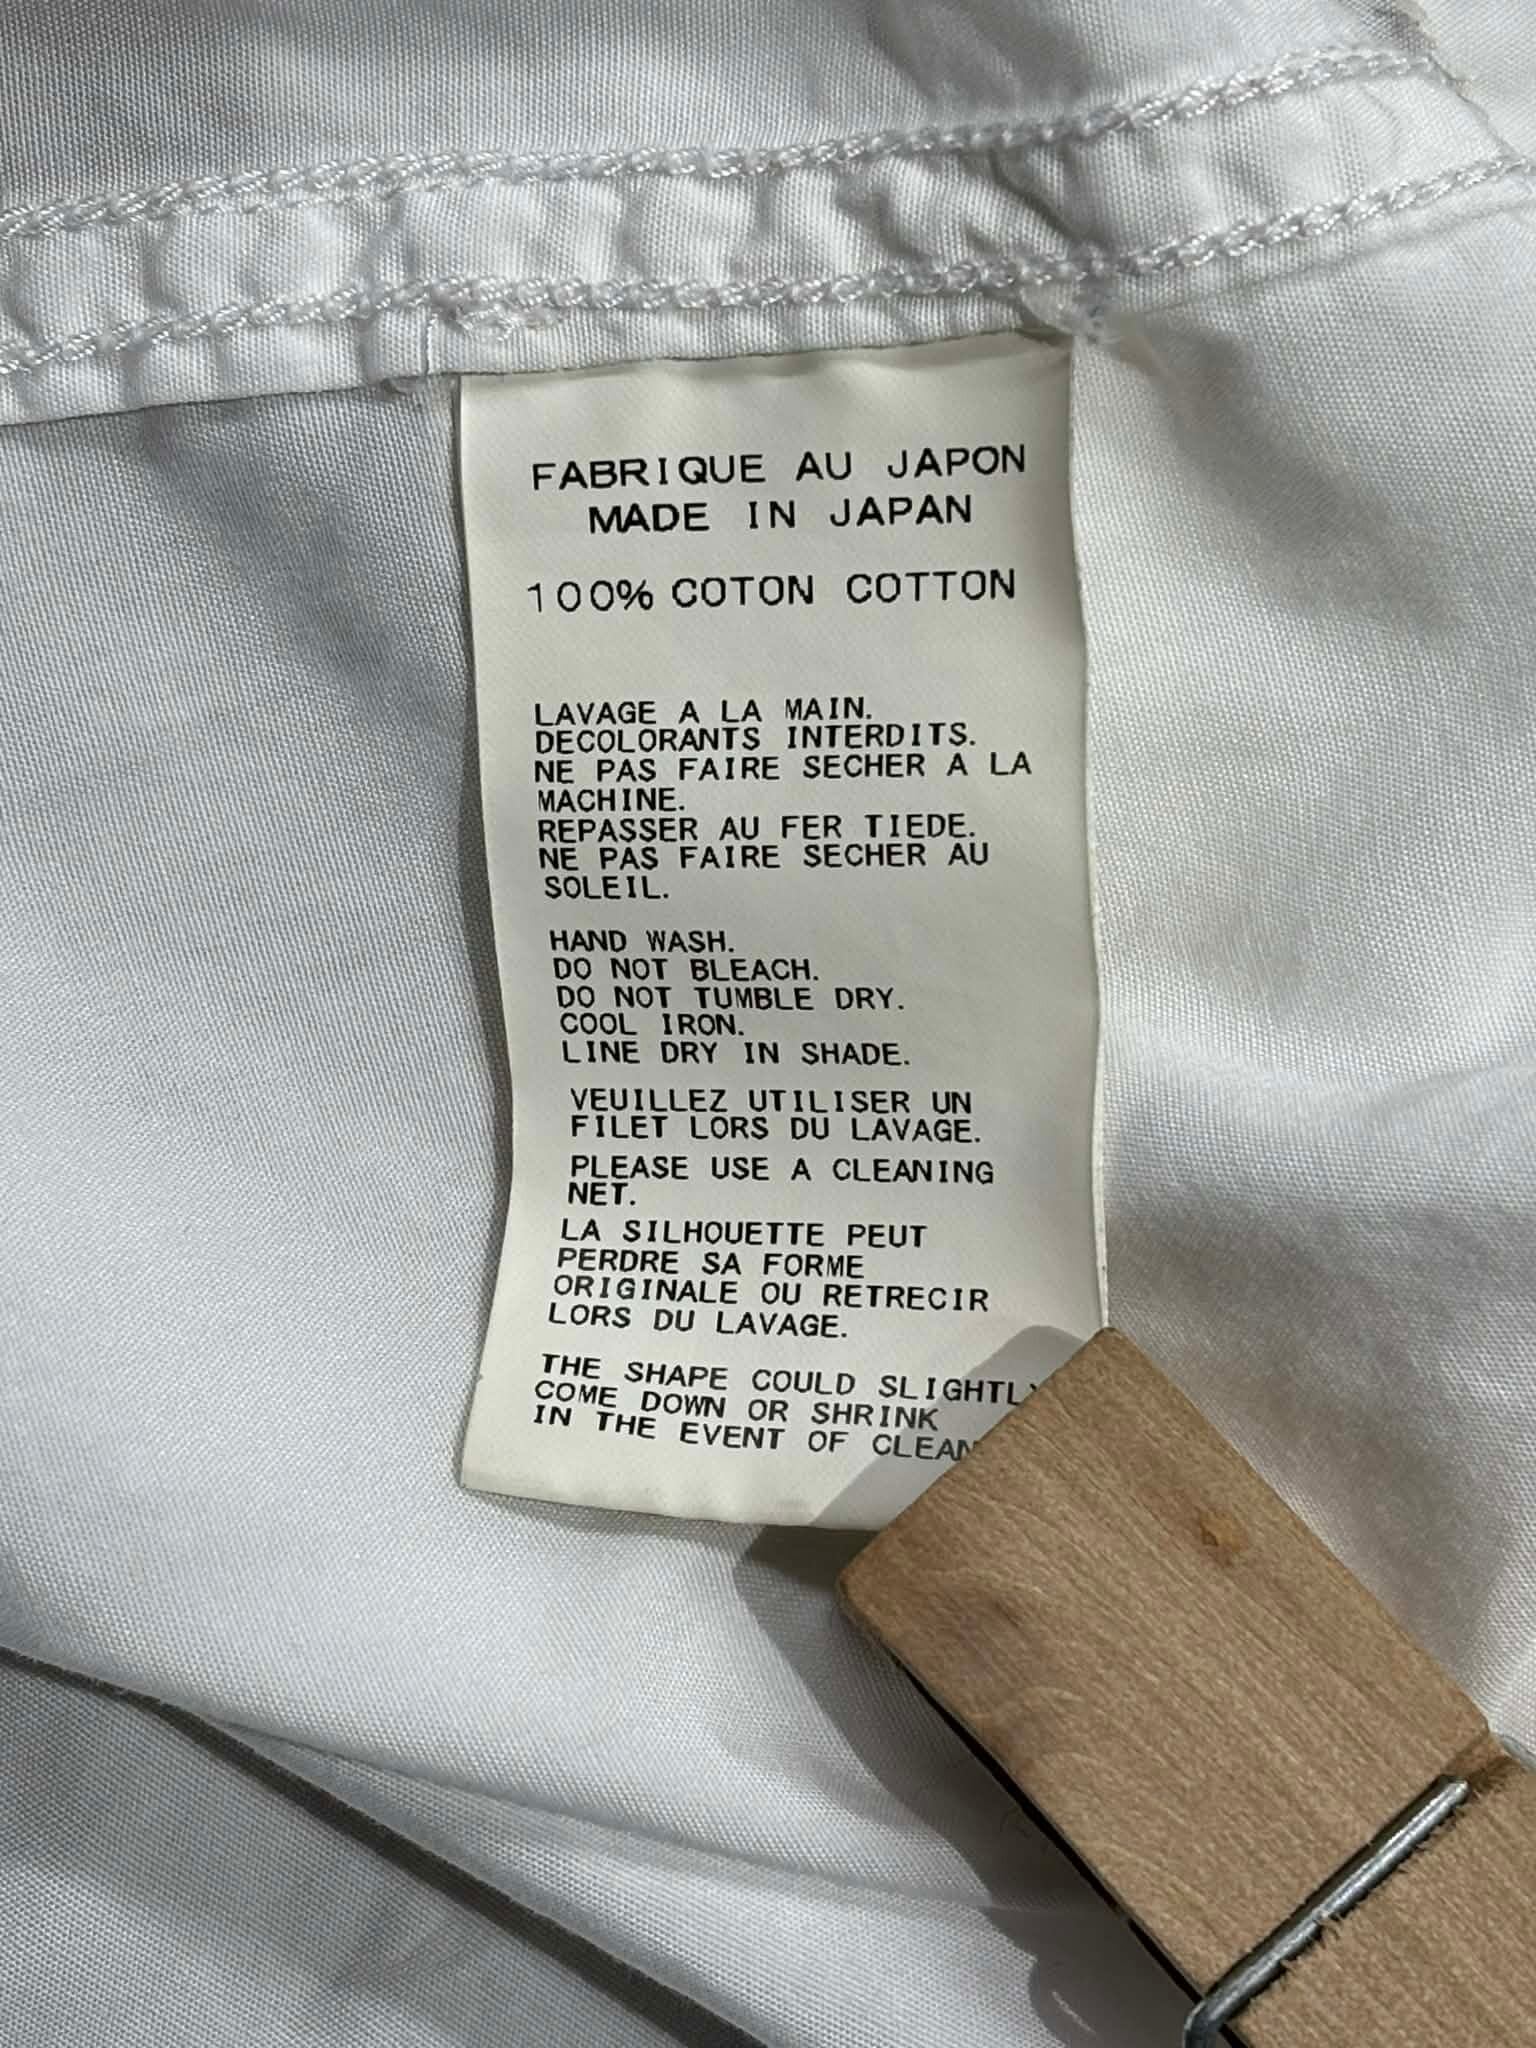 FABRIQUE AU JAPON
MADE IN JAPAN
100% COTON COTTON
LAVAGE A LA MAIN.
DECOLORANTS INTERDITS.
NE PAS FAIRE SECHER A LA
MACHINE.
REPASSER AU FER TIEDE.
NE PAS FAIRE SECHER AU
SOLEIL.
HAND WASH.
DO NOT BLEACH.
DO NOT TUMBLE DRY.
COOL IRON.
LINE DRY IN SHADE.
VEUILLEZ UTILISER UN
FILET LORS DU LAVAGE.
PLEASE USE A CLEANING
NET.
LA SILHOUETTE PEUT
PERDRE SA FORME
ORIGINALE OU RETRECIR
LORS DU LAVAGE.
THE SHAPE COULD SLIGHTLY
COME DOWN OR SHRINK
IN THE EVENT OF